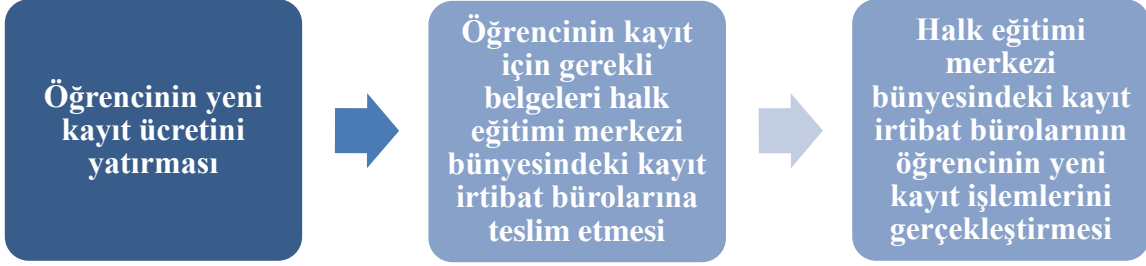 Öğrencinin yeni
kayıt ücretini
yatırması
Öğrencinin kayıt
için gerekli
belgeleri halk
eğitimi merkezi
bünyesindeki kayıt
irtibat bürolarına
teslim etmesi
Halk eğitimi
merkezi
bünyesindeki kayıt
irtibat bürolarının
öğrencinin yeni
kayıt işlemlerini
gerçekleştirmesi